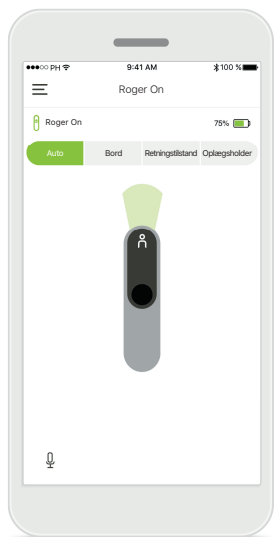 PH 9:41 AM 100 %
Roger On
Roger On 75%
Auto Bord Retningstilstand Oplægsholder